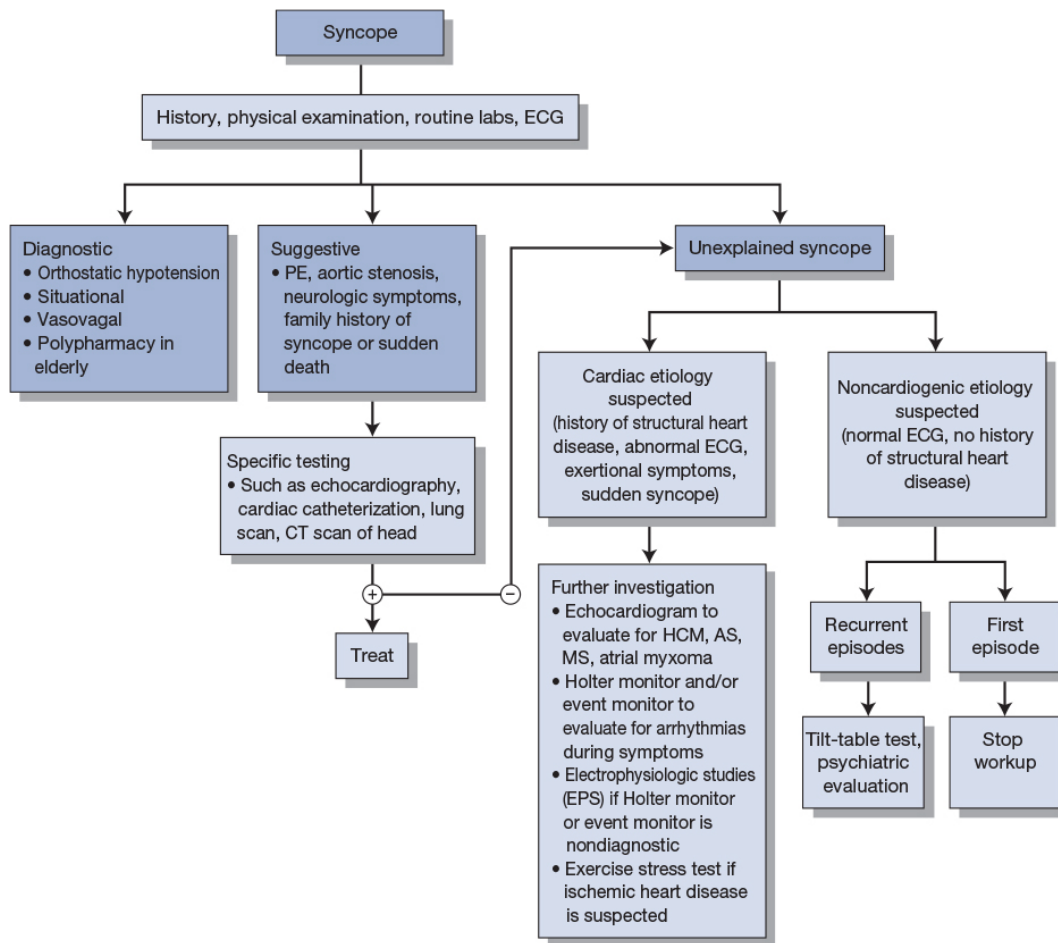 Syncope
History, physical examination, routine labs, ECG
Diagnostic
• Orthostatic hypotension
• Situational
• Vasovagal
• Polypharmacy in
elderly
Suggestive
• PE, aortic stenosis,
neurologic symptoms,
family history of
syncope or sudden
death
Unexplained syncope
Specific testing
• Such as echocardiography,
cardiac catheterization, lung
scan, CT scan of head
+
−
Treat
Cardiac etiology
suspected
(history of structural heart
disease, abnormal ECG,
exertional symptoms,
sudden syncope)
Noncardiogenic etiology
suspected
(normal ECG, no history
of structural heart
disease)
Further investigation
• Echocardiogram to
evaluate for HCM, AS,
MS, atrial myxoma
• Holter monitor and/or
event monitor to
evaluate for arrhythmias
during symptoms
• Electrophysiologic studies
(EPS) if Holter monitor
or event monitor is
nondiagnostic
• Exercise stress test if
ischemic heart disease
is suspected
Recurrent
episodes
First
episode
Tilt-table test,
psychiatric
evaluation
Stop
workup